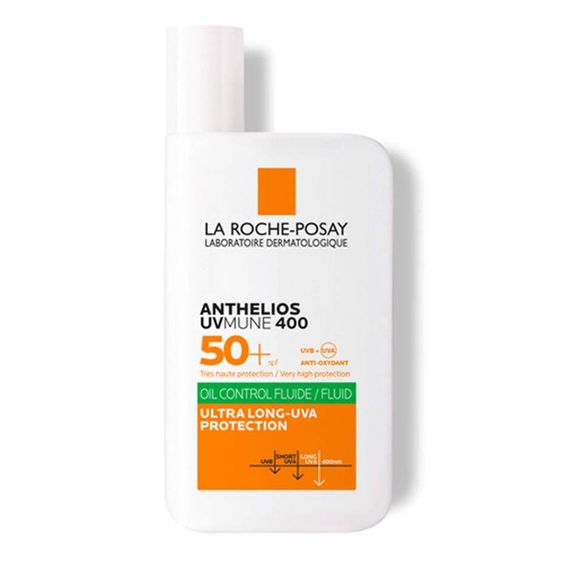 LA ROCHE-POSAY
LABORATOIRE DERMATOLOGIQUE
ANTHELIOS
UVMUNE 400
50+ spf
UVB + UVA
ANTI-OXYDANT
Très haute protection / Very high protection
OIL CONTROL FLUIDE / FLUID
ULTRA LONG-UVA
PROTECTION
UVB SHORT UVA LONG UVA 400nm